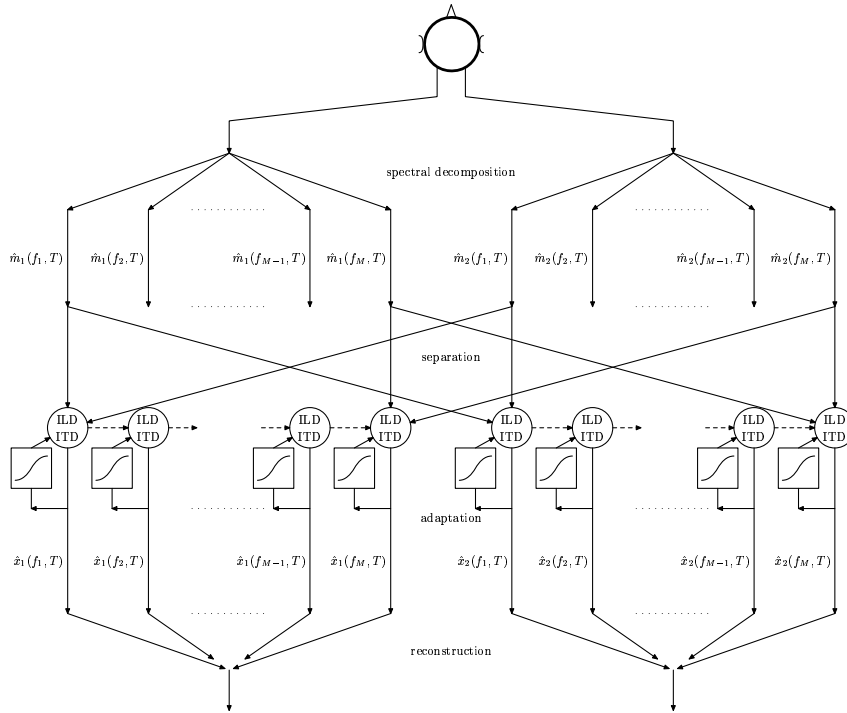 spectral decomposition
m̂₁(f₁,T) m̂₁(f₂,T) m̂₁(f_{M−1},T) m̂₁(f_M,T) m̂₂(f₁,T) m̂₂(f₂,T) m̂₂(f_{M−1},T) m̂₂(f_M,T)
separation
ILD ILD ILD ILD ILD ILD ILD ILD
ITD ITD ITD ITD ITD ITD ITD ITD
adaptation
x̂₁(f₁,T) x̂₁(f₂,T) x̂₁(f_{M−1},T) x̂₁(f_M,T) x̂₂(f₁,T) x̂₂(f₂,T) x̂₂(f_{M−1},T) x̂₂(f_M,T)
reconstruction